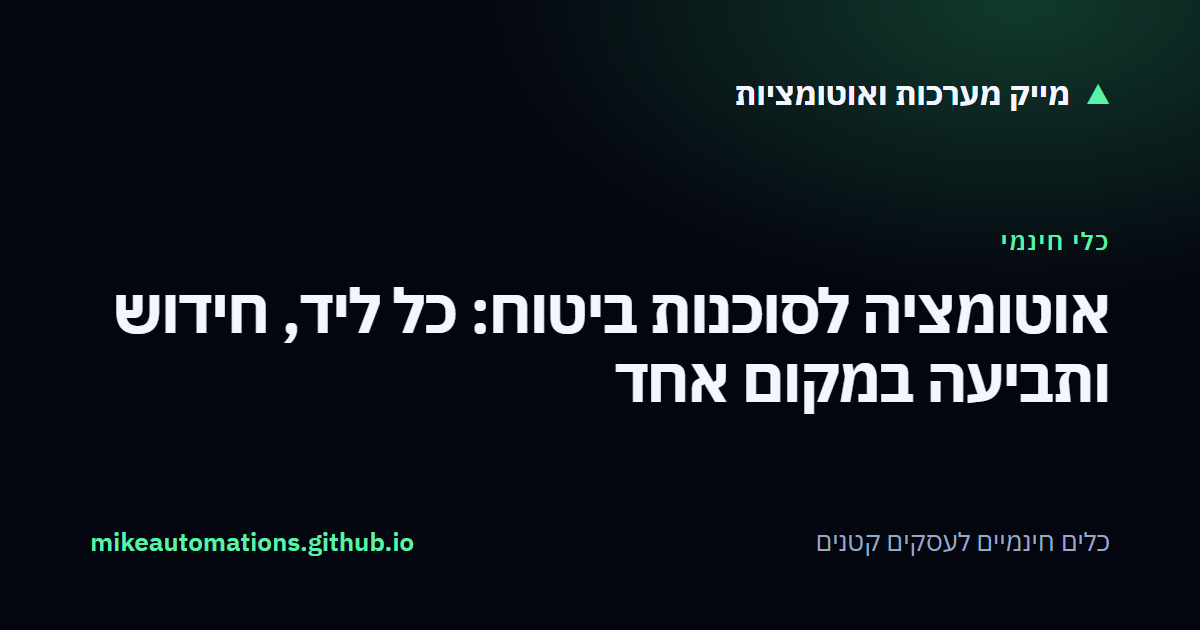 מייק מערכות ואוטומציות
כלי חינמי
אוטומציה לסוכנות ביטוח: כל ליד, חידוש
ותביעה במקום אחד
כלים חינמיים לעסקים קטנים
mikeautomations.github.io